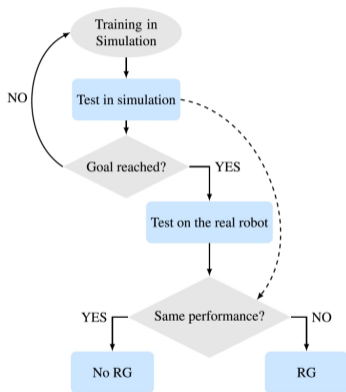 Training in
Simulation
NO
Test in simulation
Goal reached?
YES
Test on the real robot
YES
Same performance?
NO
No RG
RG